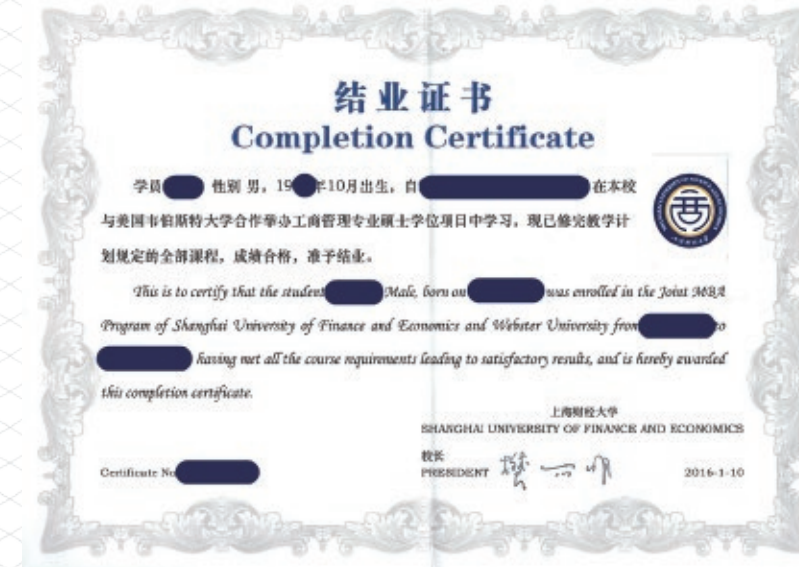 结业证书
Completion Certificate
学员 性别 男，19 年10月出生，自 在本校
与美国韦伯斯特大学合作举办工商管理专业硕士学位项目中学习，现已修完教学计
划规定的全部课程，成绩合格，准予结业。
This is to certify that the student Male, born on was enrolled in the Joint MBA
Program of Shanghai University of Finance and Economics and Webster University from to
having met all the course requirements leading to satisfactory results, and is hereby awarded
this completion certificate.
上海财经大学
SHANGHAI UNIVERSITY OF FINANCE AND ECONOMICS
校长
PRESIDENT
Certificate No
2016-1-10